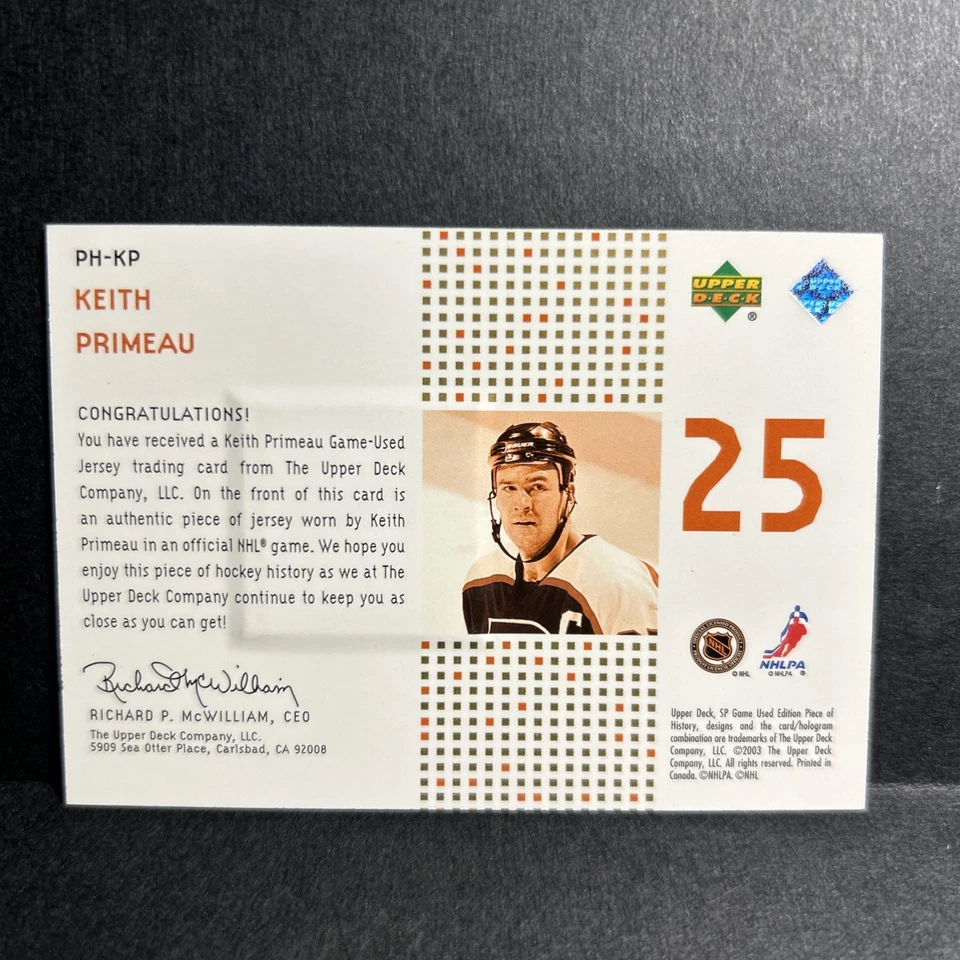 PH-KP
KEITH
PRIMEAU
CONGRATULATIONS!
You have received a Keith Primeau Game-Used
Jersey trading card from The Upper Deck
Company, LLC. On the front of this card is
an authentic piece of jersey worn by Keith
Primeau in an official NHL® game. We hope you
enjoy this piece of hockey history as we at The
Upper Deck Company continue to keep you as
close as you can get!
Richard P. McWilliam
RICHARD P. McWILLIAM, CEO
The Upper Deck Company, LLC.
5909 Sea Otter Place, Carlsbad, CA 92008
UPPER
D·E·C·K
®
25
NHL
© NHL
NHLPA
© NHLPA ®
Upper Deck, SP Game Used Edition Piece of
History, designs and the card/hologram
combination are trademarks of The Upper Deck
Company, LLC. ©2003 The Upper Deck
Company, LLC. All rights reserved. Printed in
Canada. ©NHLPA. ©NHL